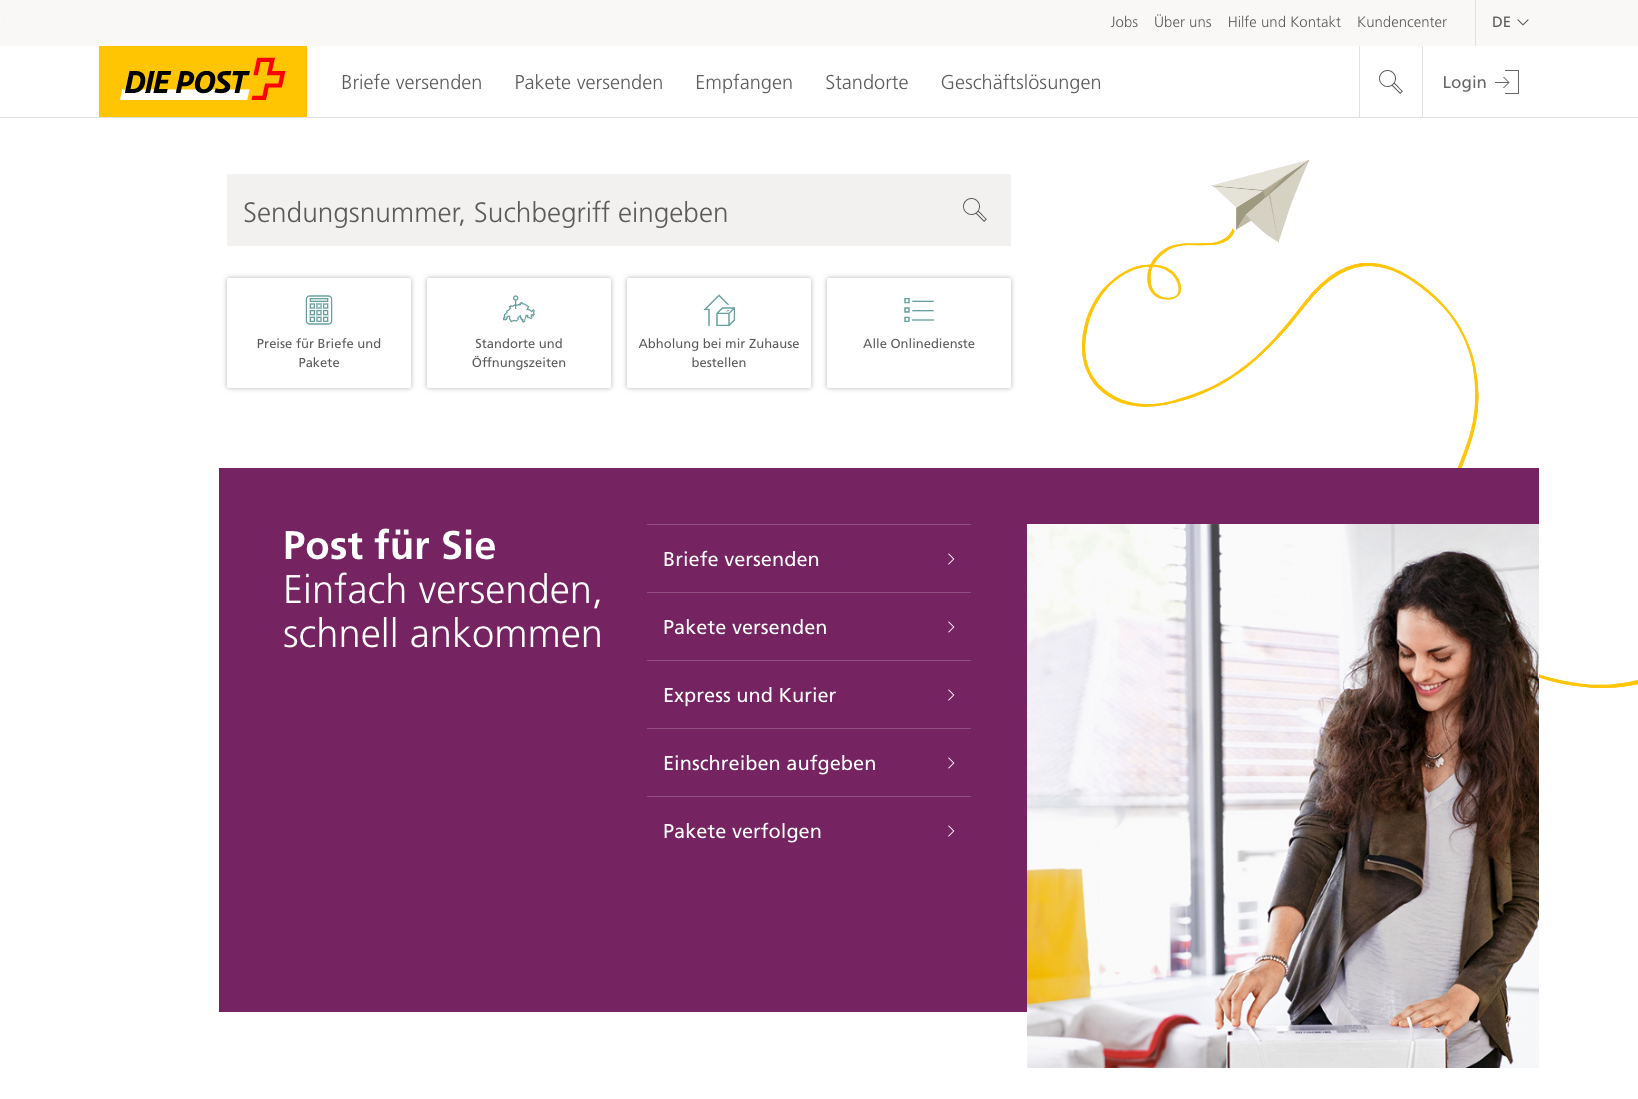 Jobs Über uns Hilfe und Kontakt Kundencenter DE
DIE POST Briefe versenden Pakete versenden Empfangen Standorte Geschäftslösungen Login
Sendungsnummer, Suchbegriff eingeben
Preise für Briefe und
Pakete
Standorte und
Öffnungszeiten
Abholung bei mir Zuhause
bestellen
Alle Onlinedienste
Post für Sie
Einfach versenden,
schnell ankommen
Briefe versenden
Pakete versenden
Express und Kurier
Einschreiben aufgeben
Pakete verfolgen